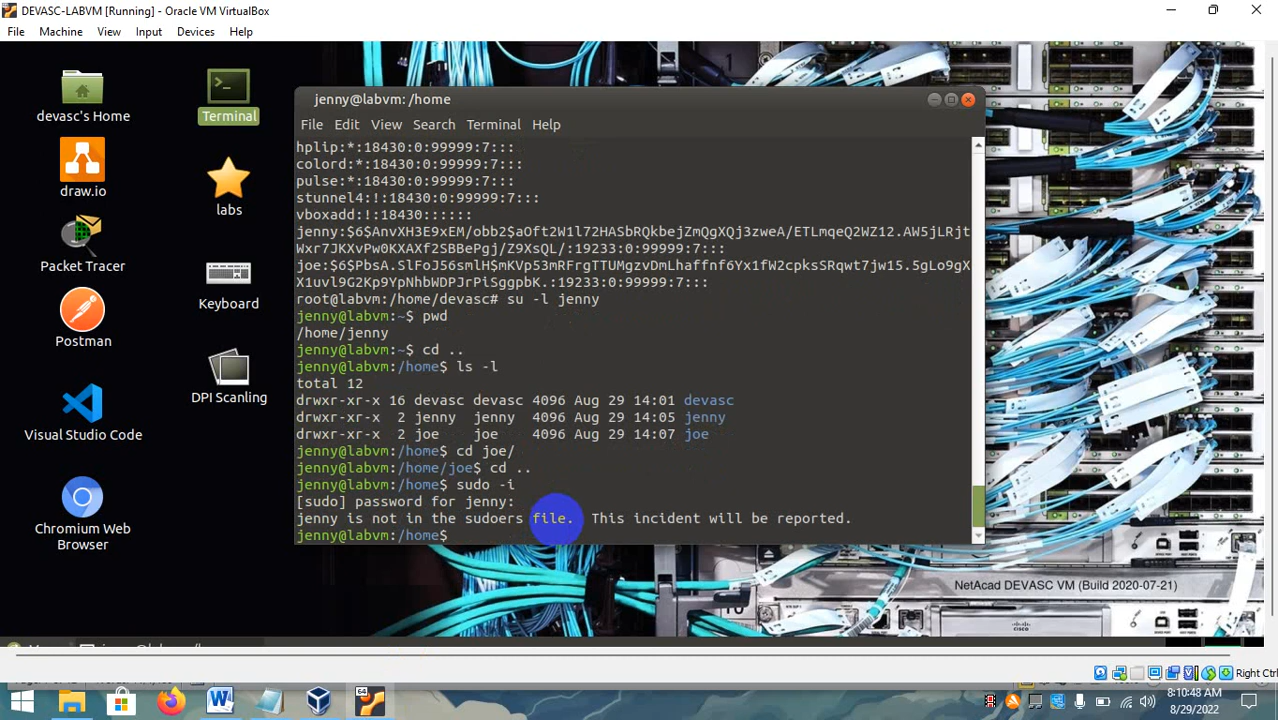 DEVASC-LABVM [Running] - Oracle VM VirtualBox
File Machine View Input Devices Help
devasc's Home
Terminal
draw.io
labs
Packet Tracer
Keyboard
Postman
DPI Scanling
Visual Studio Code
Chromium Web
Browser
jenny@labvm: /home
File Edit View Search Terminal Help
hplip:*:18430:0:99999:7:::
colord:*:18430:0:99999:7:::
pulse:*:18430:0:99999:7:::
stunnel4:!:18430:0:99999:7:::
vboxadd:!:18430::::::
jenny:$6$AnvXH3E9xEM/obb2$aOft2W1l72HASbRQkbejZmQgXQj3zweA/ETLmqeQ2WZ12.AW5jLRjt
Wxr7JKXvPw0KXAXf2SBBePgj/Z9XsQL/:19233:0:99999:7:::
joe:$6$PbsA.SlFoJ56smlH$mKVp53mRFrgTTUMgzvDmLhaffnf6Yx1fW2cpksSRqwt7jw15.5gLo9gX
X1uvl9G2Kp9YpNhbWDPJrPiSggpbK.:19233:0:99999:7:::
root@labvm:/home/devasc# su -l jenny
jenny@labvm:~$ pwd
/home/jenny
jenny@labvm:~$ cd ..
jenny@labvm:/home$ ls -l
total 12
drwxr-xr-x 16 devasc devasc 4096 Aug 29 14:01 devasc
drwxr-xr-x 2 jenny jenny 4096 Aug 29 14:05 jenny
drwxr-xr-x 2 joe joe 4096 Aug 29 14:07 joe
jenny@labvm:/home$ cd joe/
jenny@labvm:/home/joe$ cd ..
jenny@labvm:/home$ sudo -i
[sudo] password for jenny:
jenny is not in the sudoers file. This incident will be reported.
jenny@labvm:/home$
NetAcad DEVASC VM (Build 2020-07-21)
CISCO
Right Ctrl
64
8:10:48 AM
8/29/2022